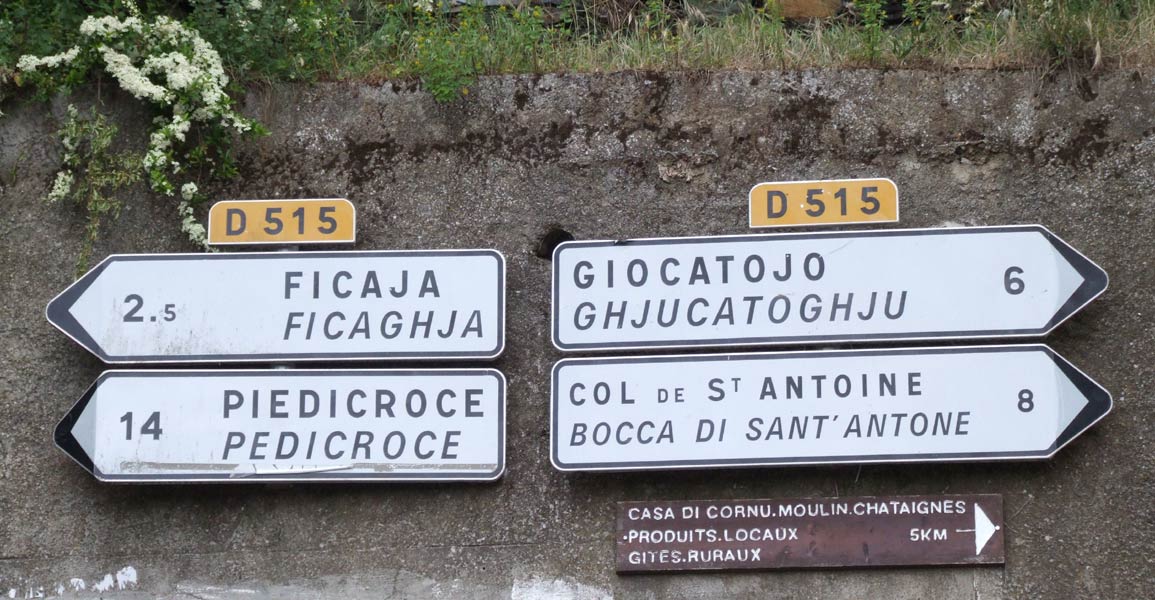 D 515
2.5 FICAJA
FICAGHJA
14 PIEDICROCE
PEDICROCE
D 515
GIOCATOJO 6
GHJUCATOGHJU
COL DE ST ANTOINE 8
BOCCA DI SANT'ANTONE
CASA DI CORNU.MOULIN.CHATAIGNES
·PRODUITS.LOCAUX 5KM
GITES.RURAUX